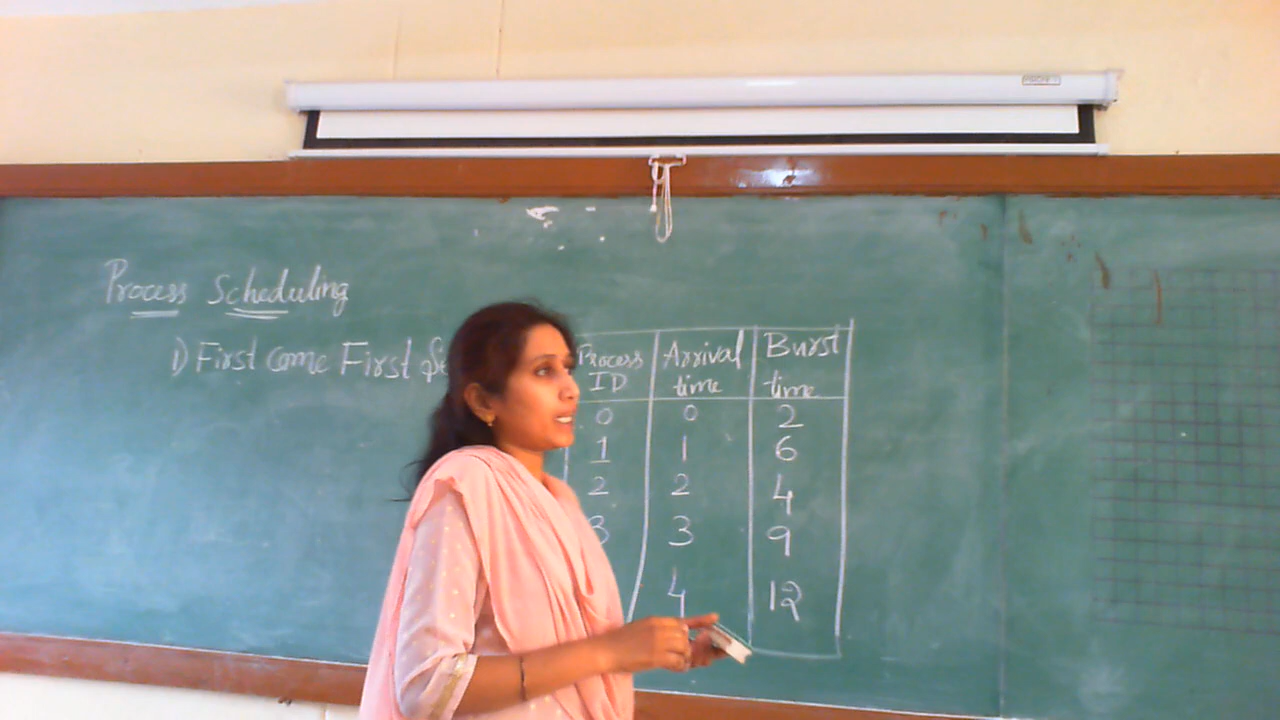 Process Scheduling
1) First come First
Process ID | Arrival time | Burst time
0 | 0 | 2
1 | 1 | 6
2 | 2 | 4
3 | 3 | 9
4 | 12